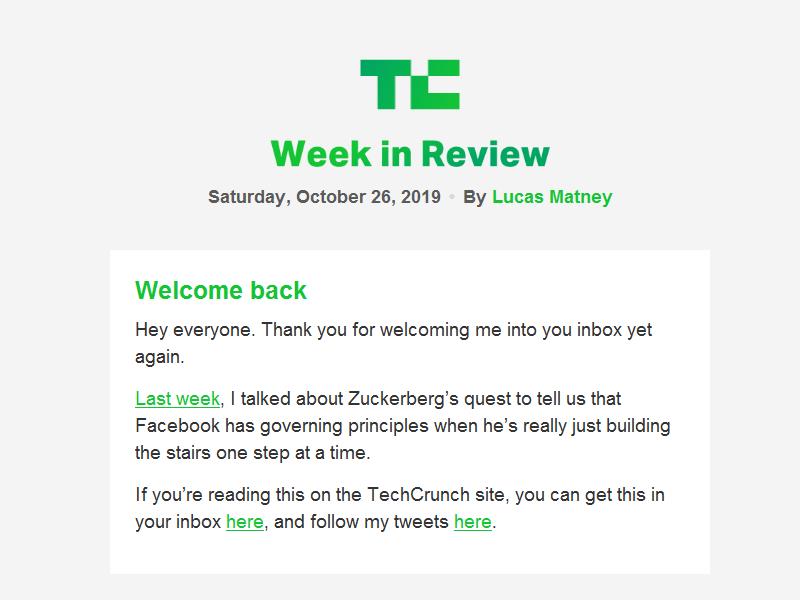 TC
Week in Review
Saturday, October 26, 2019 • By Lucas Matney
Welcome back
Hey everyone. Thank you for welcoming me into you inbox yet
again.
Last week, I talked about Zuckerberg’s quest to tell us that
Facebook has governing principles when he’s really just building
the stairs one step at a time.
If you’re reading this on the TechCrunch site, you can get this in
your inbox here, and follow my tweets here.